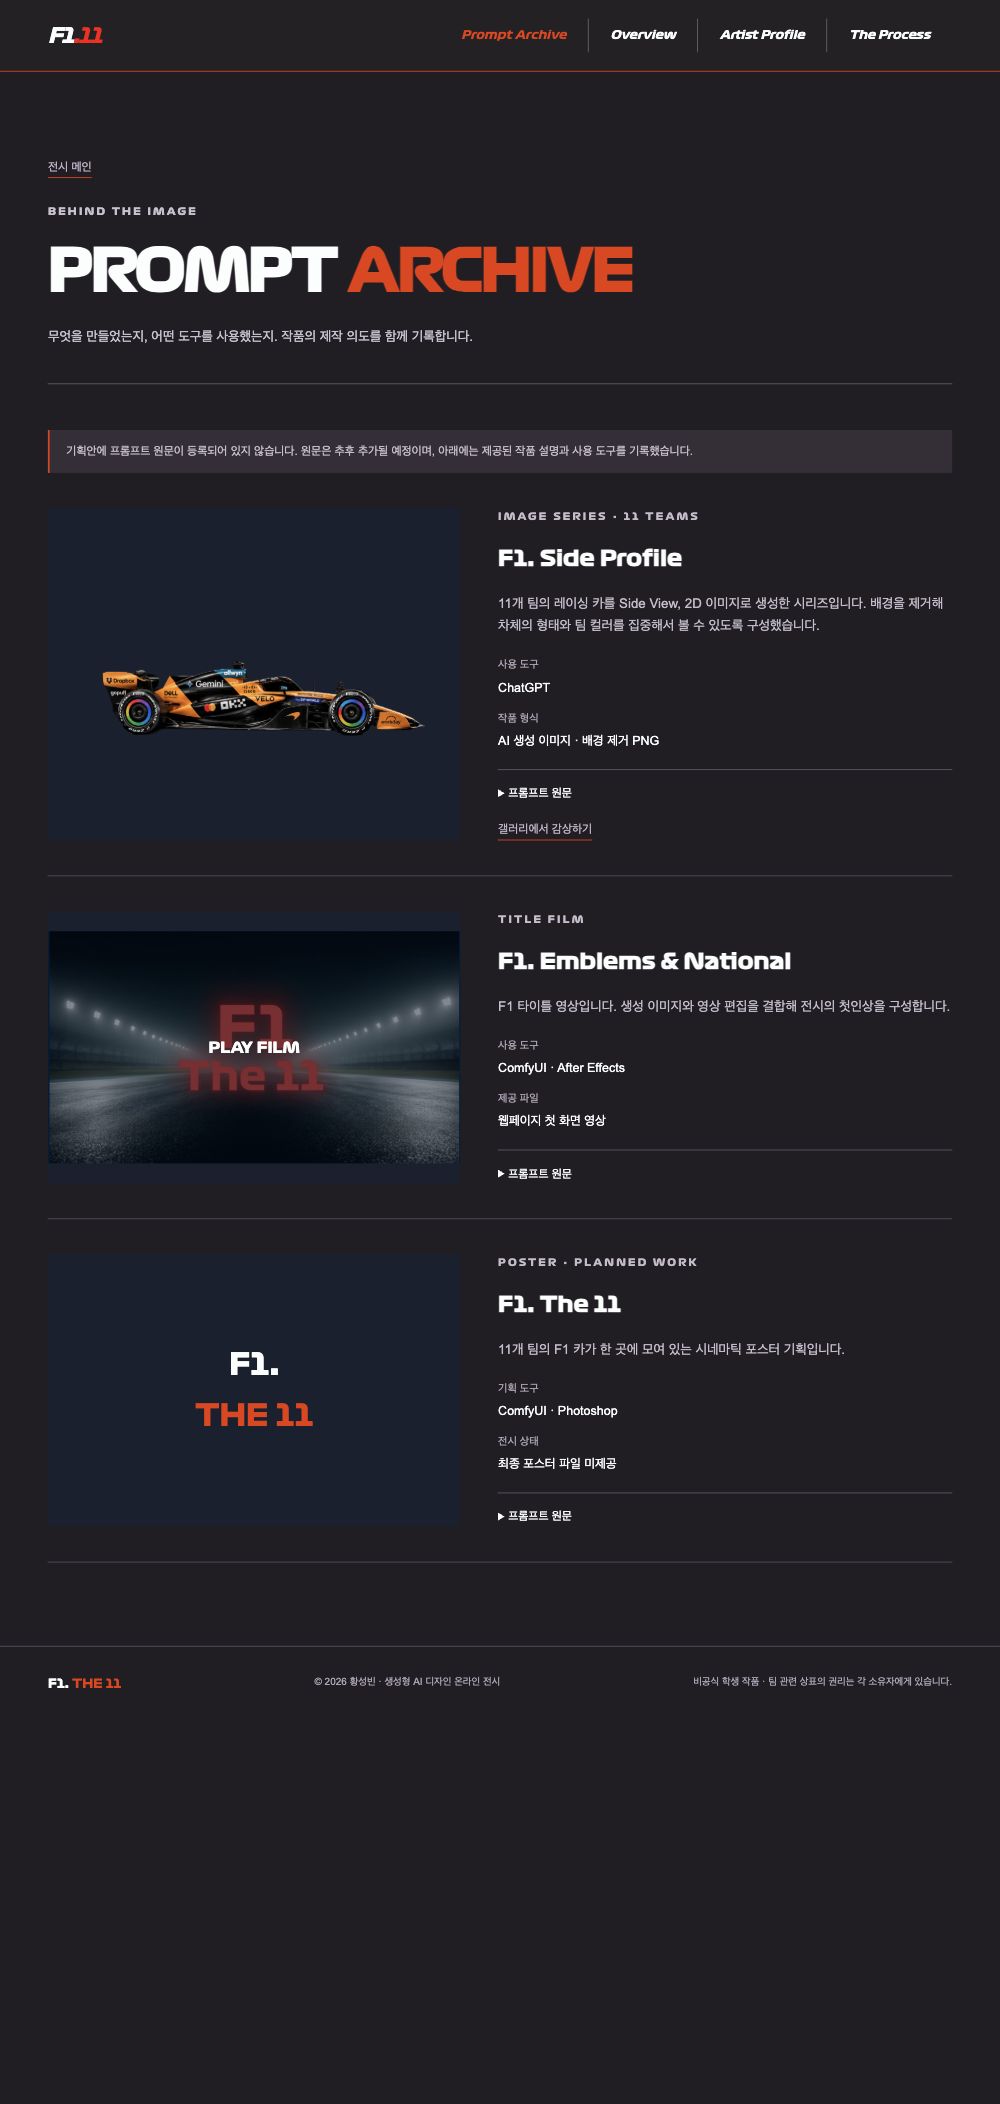 F1.11
Prompt Archive
Overview
Artist Profile
The Process
전시 메인
BEHIND THE IMAGE
PROMPT ARCHIVE
무엇을 만들었는지, 어떤 도구를 사용했는지. 작품의 제작 의도를 함께 기록합니다.
기획안에 프롬프트 원문이 등록되어 있지 않습니다. 원문은 추후 추가될 예정이며, 아래에는 제공된 작품 설명과 사용 도구를 기록했습니다.
Dropbox
gopuff
DELL
Gemini
allwyn
OKX
VELO
IMAGE SERIES · 11 TEAMS
F1. Side Profile
11개 팀의 레이싱 카를 Side View, 2D 이미지로 생성한 시리즈입니다. 배경을 제거해
차체의 형태와 팀 컬러를 집중해서 볼 수 있도록 구성했습니다.
사용 도구
ChatGPT
작품 형식
AI 생성 이미지 · 배경 제거 PNG
▶ 프롬프트 원문
갤러리에서 감상하기
F1
PLAY FILM
The 11
TITLE FILM
F1. Emblems & National
F1 타이틀 영상입니다. 생성 이미지와 영상 편집을 결합해 전시의 첫인상을 구성합니다.
사용 도구
ComfyUI · After Effects
제공 파일
웹페이지 첫 화면 영상
▶ 프롬프트 원문
F1.
THE 11
POSTER · PLANNED WORK
F1. The 11
11개 팀의 F1 카가 한 곳에 모여 있는 시네마틱 포스터 기획입니다.
기획 도구
ComfyUI · Photoshop
전시 상태
최종 포스터 파일 미제공
▶ 프롬프트 원문
F1. THE 11
© 2026 황성빈 · 생성형 AI 디자인 온라인 전시
비공식 학생 작품 · 팀 관련 상표의 권리는 각 소유자에게 있습니다.